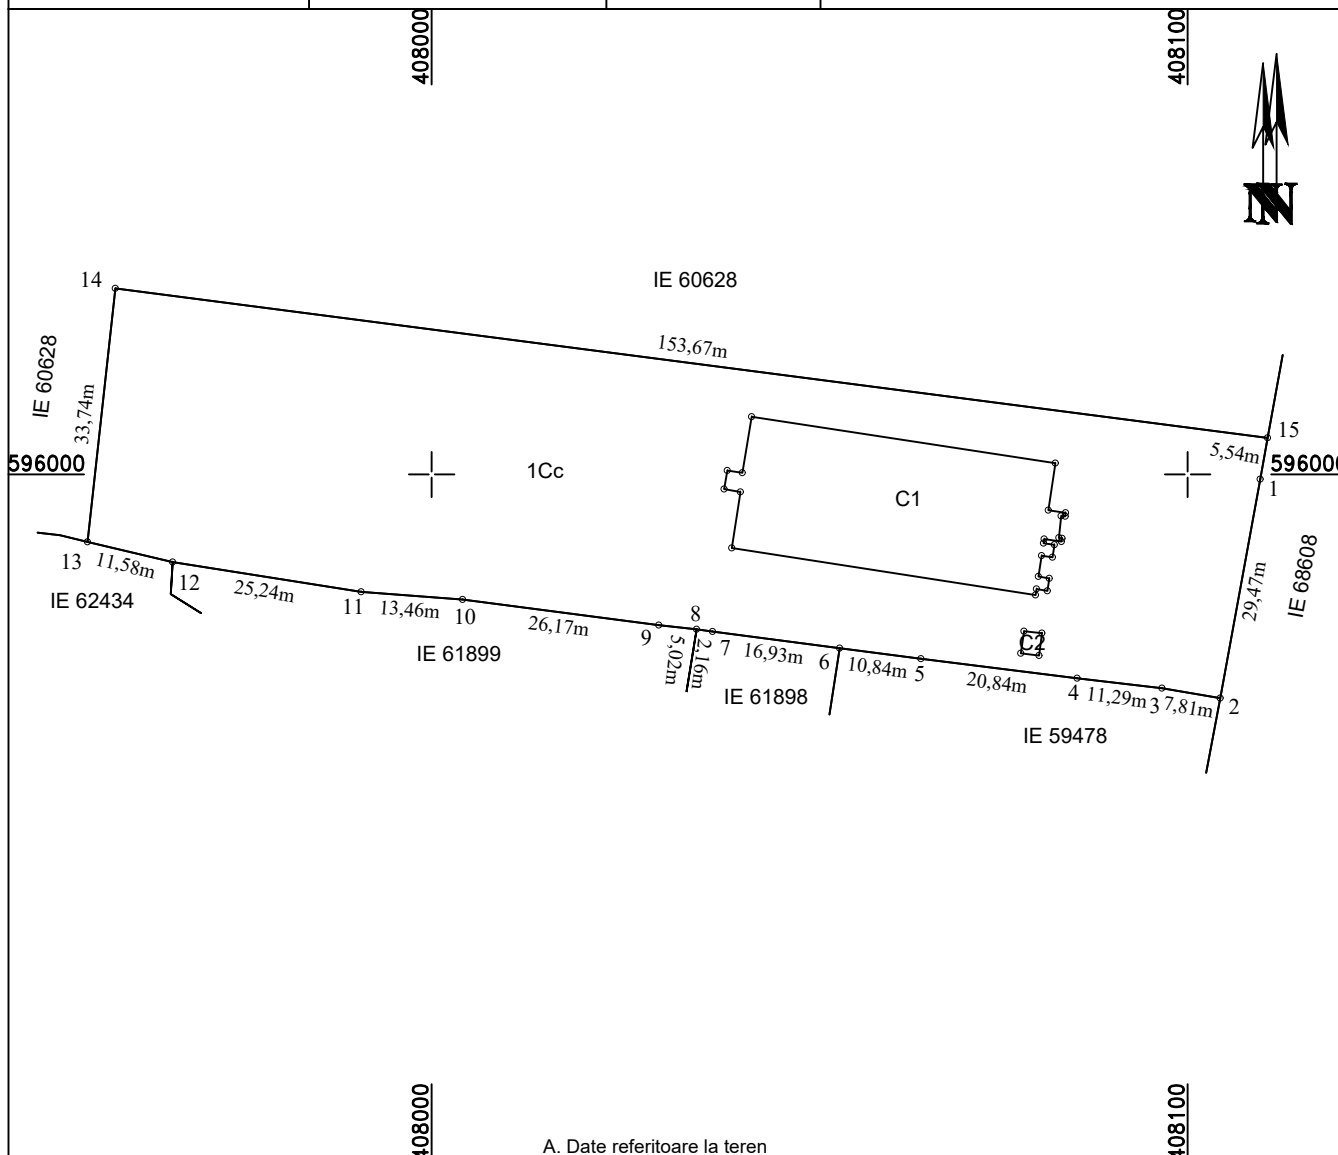 408000
408100
N
N
IE 60628
14
153,67m
IE 60628
33,74m
15
5,54m
596000
596000
1Cc
C1
1
13
11,58m
12
IE 62434
25,24m
11
13,46m
10
IE 61899
26,17m
9
8
5,02m
2,16m
7
16,93m
6
IE 61898
10,84m
5
C2
20,84m
4
11,29m
3
7,81m
2
IE 59478
29,47m
IE 68608
408000
408100
A. Date referitoare la teren